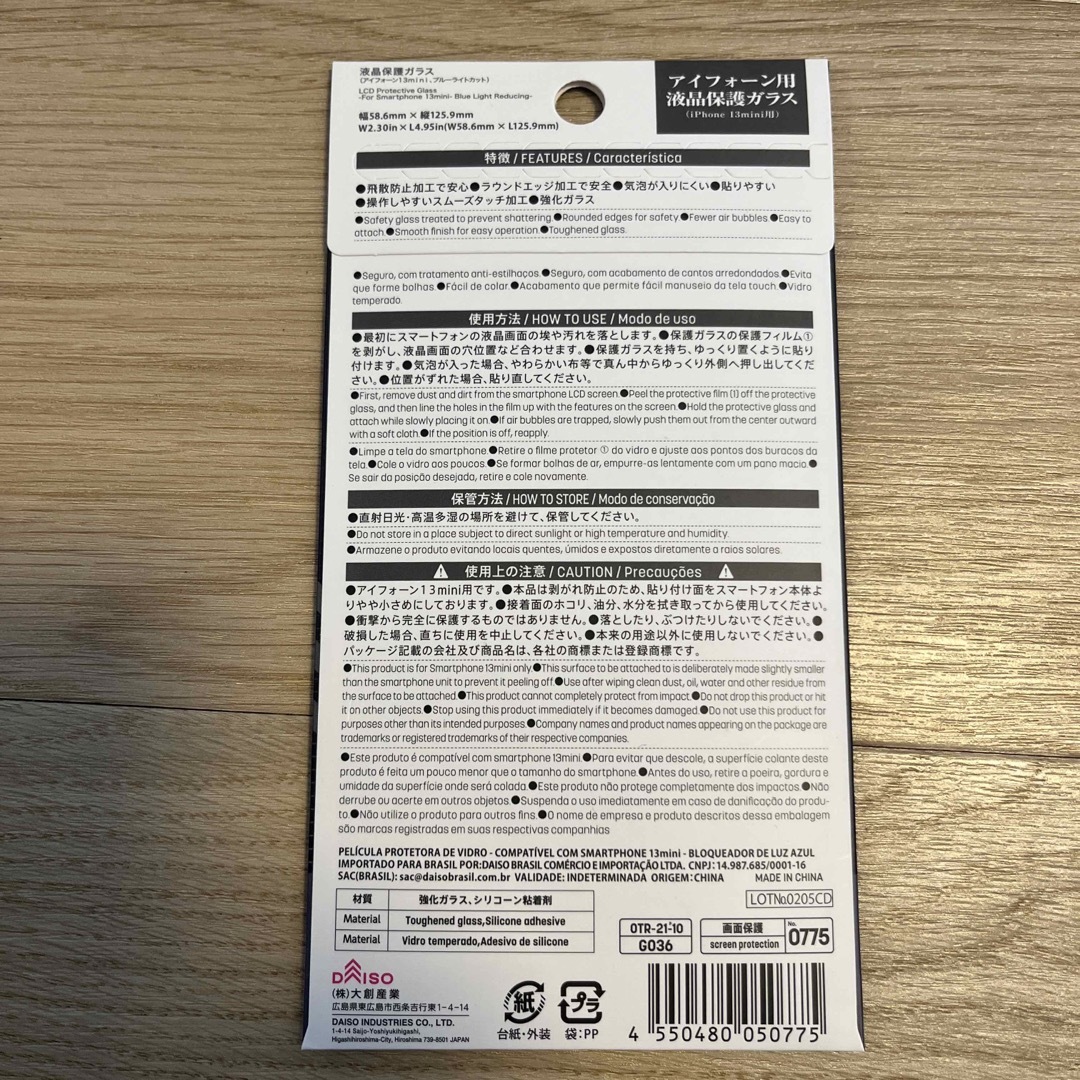 液晶保護ガラス
(アイフォーン13mini、ブルーライトカット)
LCD Protective Glass
-For Smartphone 13mini- Blue Light Reducing-
幅58.6mm×縦125.9mm
W2.30in×L4.95in(W58.6mm×L125.9mm)
アイフォーン用
液晶保護ガラス
(iPhone 13mini用)
特徴/FEATURES/Característica
●飛散防止加工で安心●ラウンドエッジ加工で安全●気泡が入りにくい●貼りやすい
●操作しやすいスムーズタッチ加工●強化ガラス
●Safety glass treated to prevent shattering.●Rounded edges for safety.●Fewer air bubbles.●Easy to
attach.●Smooth finish for easy operation.●Toughened glass.
●Seguro, com tratamento anti-estilhaços.●Seguro, com acabamento de cantos arredondados.●Evita
que forme bolhas.●Fácil de colar.●Acabamento que permite fácil manuseio da tela touch.●Vidro
temperado.
使用方法/HOW TO USE/Modo de uso
●最初にスマートフォンの液晶画面の埃や汚れを落とします。●保護ガラスの保護フィルム①
を剥がし、液晶画面の穴位置など合わせます。●保護ガラスを持ち、ゆっくり置くように貼り
付けます。●気泡が入った場合、やわらかい布等で真ん中からゆっくり外側へ押し出してくだ
さい。●位置がずれた場合、貼り直してください。
●First, remove dust and dirt from the smartphone LCD screen.●Peel the protective film (1) off the protective
glass, and then line the holes in the film up with the features on the screen.●Hold the protective glass and
attach while slowly placing it on.●If air bubbles are trapped, slowly push them out from the center outward
with a soft cloth.●If the position is off, reapply.
●Limpe a tela do smartphone.●Retire o filme protetor ① do vidro e ajuste aos pontos dos buracos da
tela.●Cole o vidro aos poucos.●Se formar bolhas de ar, empurre-as lentamente com um pano macio.●
Se sair da posição desejada, retire e cole novamente.
保管方法/HOW TO STORE/Modo de conservação
●直射日光・高温多湿の場所を避けて、保管してください。
●Do not store in a place subject to direct sunlight or high temperature and humidity.
●Armazene o produto evitando locais quentes, úmidos e expostos diretamente a raios solares.
使用上の注意/CAUTION/Precauções
●アイフォーン13mini用です。●本品は剥がれ防止のため、貼り付け面をスマートフォン本体よ
りやや小さめにしております。●接着面のホコリ、油分、水分を拭き取ってから使用してください。
●衝撃から完全に保護するものではありません。●落としたり、ぶつけたりしないでください。●
破損した場合、直ちに使用を中止してください。●本来の用途以外に使用しないでください。●
パッケージ記載の会社及び商品名は、各社の商標または登録商標です。
●This product is for Smartphone 13mini only.●This surface to be attached to is deliberately made slightly smaller
than the smartphone unit to prevent it peeling off.●Use after wiping clean dust, oil, water and other residue from
the surface to be attached.●This product cannot completely protect from impact.●Do not drop this product or hit
it on other objects.●Stop using this product immediately if it becomes damaged.●Do not use this product for
purposes other than its intended purposes.●Company names and product names appearing on the package are
trademarks or registered trademarks of their respective companies.
●Este produto é compatível com smartphone 13mini.●Para evitar que descole, a superfície colante deste
produto é feita um pouco menor que o tamanho do smartphone.●Antes do uso, retire a poeira, gordura e
umidade da superfície onde será colada.●Este produto não protege completamente dos impactos.●Não
derrube ou acerte em outros objetos.●Suspenda o uso imediatamente em caso de danificação do produ-
to.●Não utilize o produto para outros fins.●O nome de empresa e produto descritos dessa embalagem
são marcas registradas em suas respectivas companhias
PELÍCULA PROTETORA DE VIDRO - COMPATÍVEL COM SMARTPHONE 13mini - BLOQUEADOR DE LUZ AZUL
IMPORTADO PARA BRASIL POR:DAISO BRASIL COMÉRCIO E IMPORTAÇÃO LTDA. CNPJ: 14.987.685/0001-16
SAC(BRASIL): sac@daisobrasil.com.br VALIDADE: INDETERMINADA ORIGEM:CHINA MADE IN CHINA
材質 強化ガラス、シリコーン粘着剤
Material Toughened glass,Silicone adhesive
Material Vidro temperado,Adesivo de silicone
LOT№0205CD
OTR-21-10
G036
画面保護
screen protection
No.
0775
DAISO
(株)大創産業
広島県東広島市西条吉行東1-4-14
DAISO INDUSTRIES CO., LTD.
1-4-14 Saijo-Yoshiyukihigashi,
Higashihiroshima-City, Hiroshima 739-8501 JAPAN
紙
台紙・外装
プラ
袋:PP
4 550480 050775